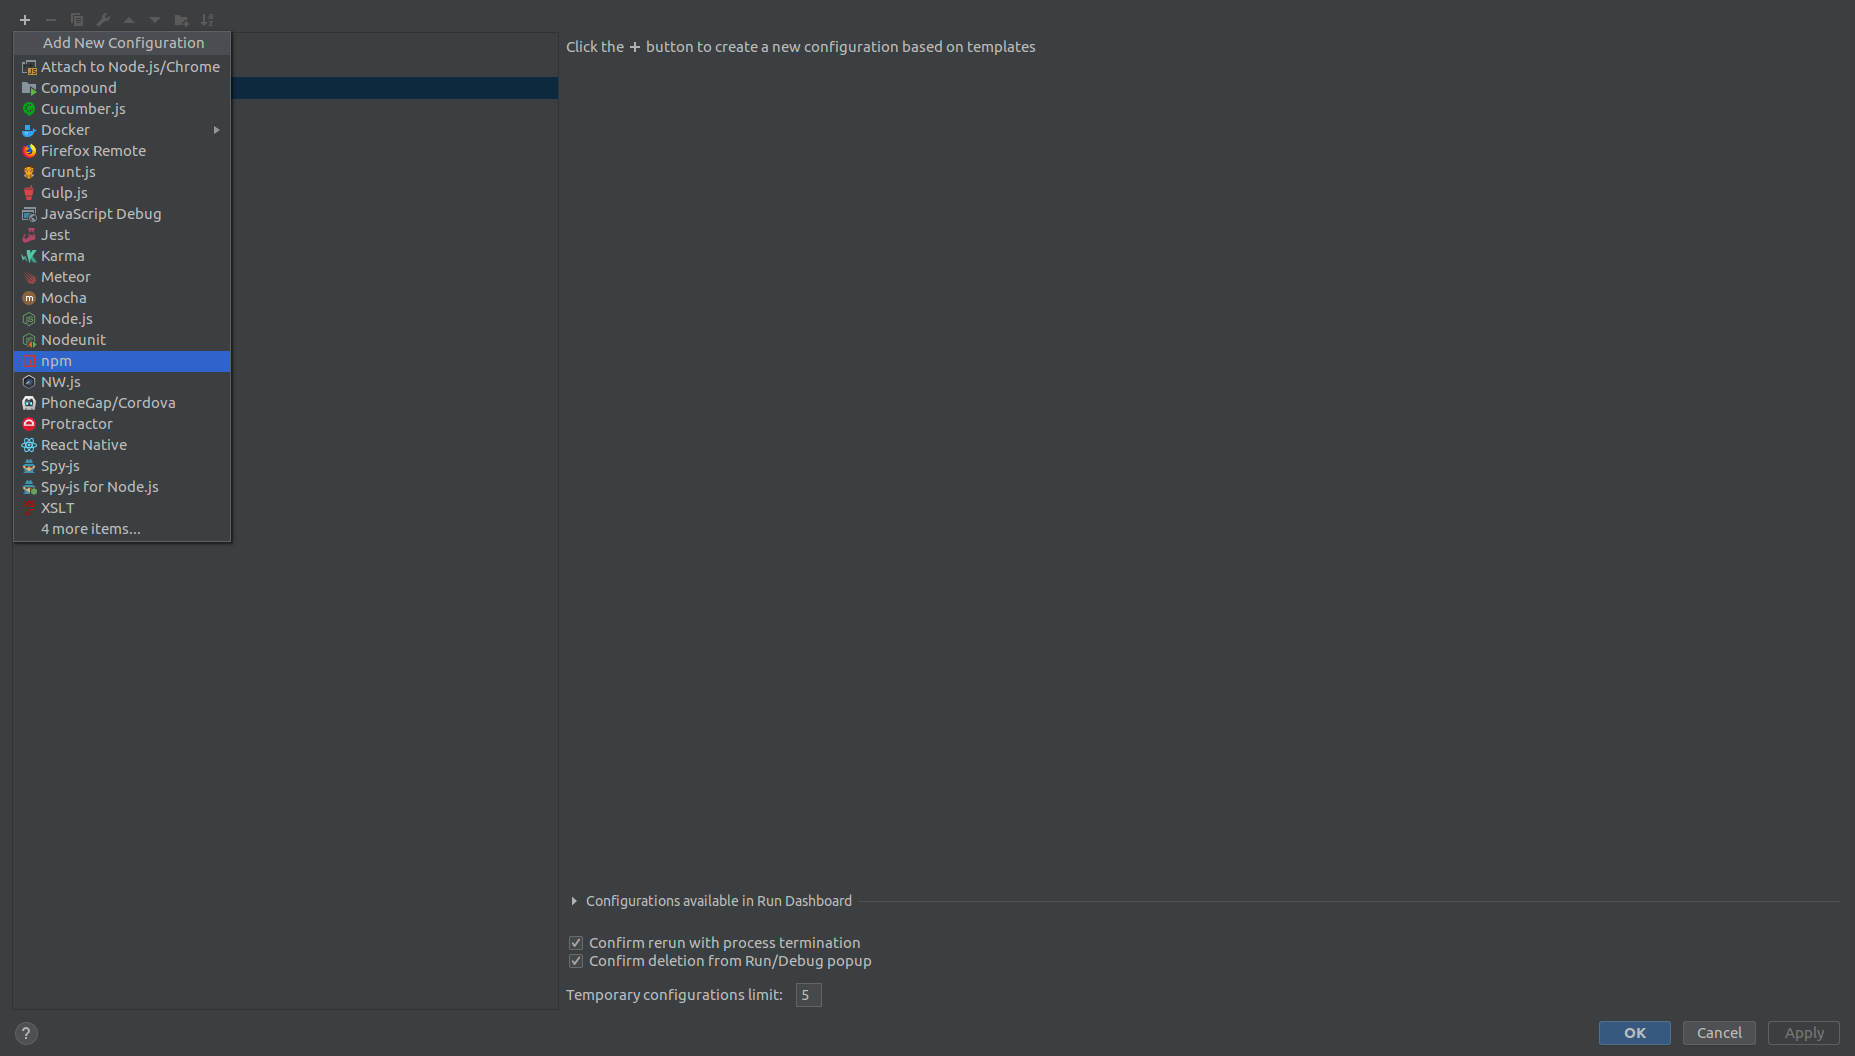 Add New Configuration
Attach to Node.js/Chrome
Compound
Cucumber.js
Docker
Firefox Remote
Grunt.js
Gulp.js
JavaScript Debug
Jest
Karma
Meteor
Mocha
Node.js
Nodeunit
npm
NW.js
PhoneGap/Cordova
Protractor
React Native
Spy-js
Spy-js for Node.js
XSLT
4 more items...
Click the + button to create a new configuration based on templates
Configurations available in Run Dashboard
Confirm rerun with process termination
Confirm deletion from Run/Debug popup
Temporary configurations limit: 5
?
OK Cancel Apply